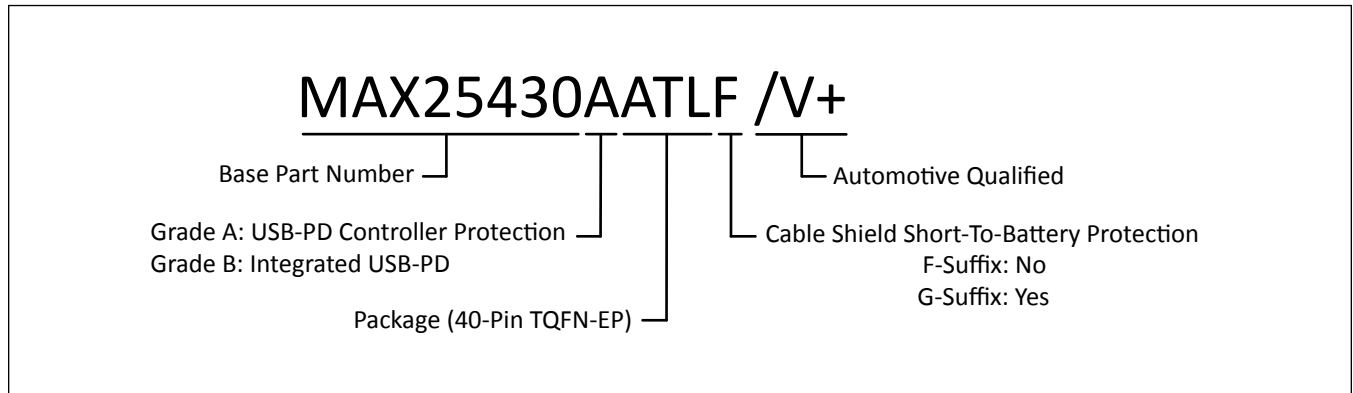 MAX25430AATLF /V+
Base Part Number
Automotive Qualified
Grade A: USB-PD Controller Protection
Grade B: Integrated USB-PD
Cable Shield Short-To-Battery Protection
F-Suffix: No
G-Suffix: Yes
Package (40-Pin TQFN-EP)